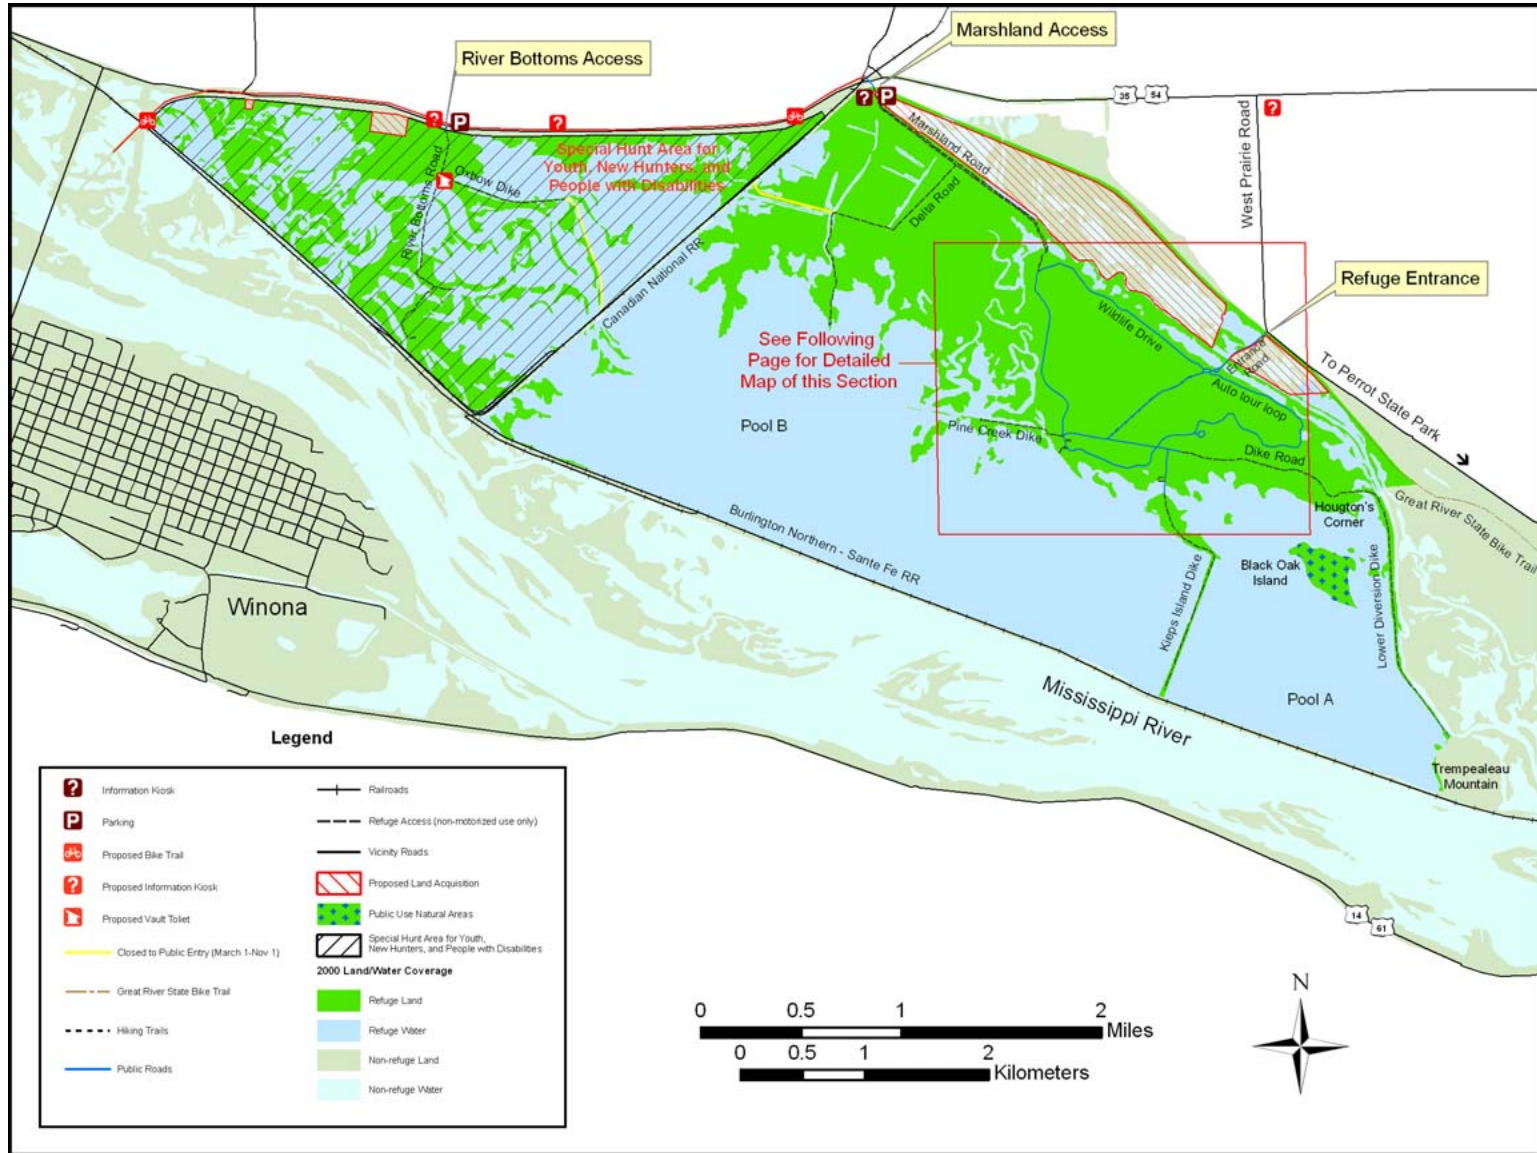 Marshland Access
River Bottoms Access
35
54
Special Hunt Area for
Youth, New Hunters, and
People with Disabilities
Marshland Road
West Prairie Road
Oxbow Dike
River Bottoms Road
Delta Road
Canadian National RR
Refuge Entrance
Wildlife Drive
See Following
Page for Detailed
Map of this Section
Entrance
Road
To Perrot State Park
Auto tour loop
Pool B
Pine Creek Dike
Dike Road
Great River State Bike Trail
Hougton's
Corner
Burlington Northern - Sante Fe RR
Black Oak
Island
Kieps Island Dike
Lower Diversion Dike
Winona
Mississippi River
Pool A
Trempealeau
Mountain
14
61
Legend
Information Kiosk
Parking
Proposed Bike Trail
Proposed Information Kiosk
Proposed Vault Toliet
Closed to Public Entry (March 1-Nov 1)
Great River State Bike Trail
Hiking Trails
Public Roads
Railroads
Refuge Access (non-motorized use only)
Vicinity Roads
Proposed Land Acquisition
Public Use Natural Areas
Special Hunt Area for Youth,
New Hunters, and People with Disabilities
2000 Land/Water Coverage
Refuge Land
Refuge Water
Non-refuge Land
Non-refuge Water
0 0.5 1 2
Miles
0 0.5 1 2
Kilometers
N